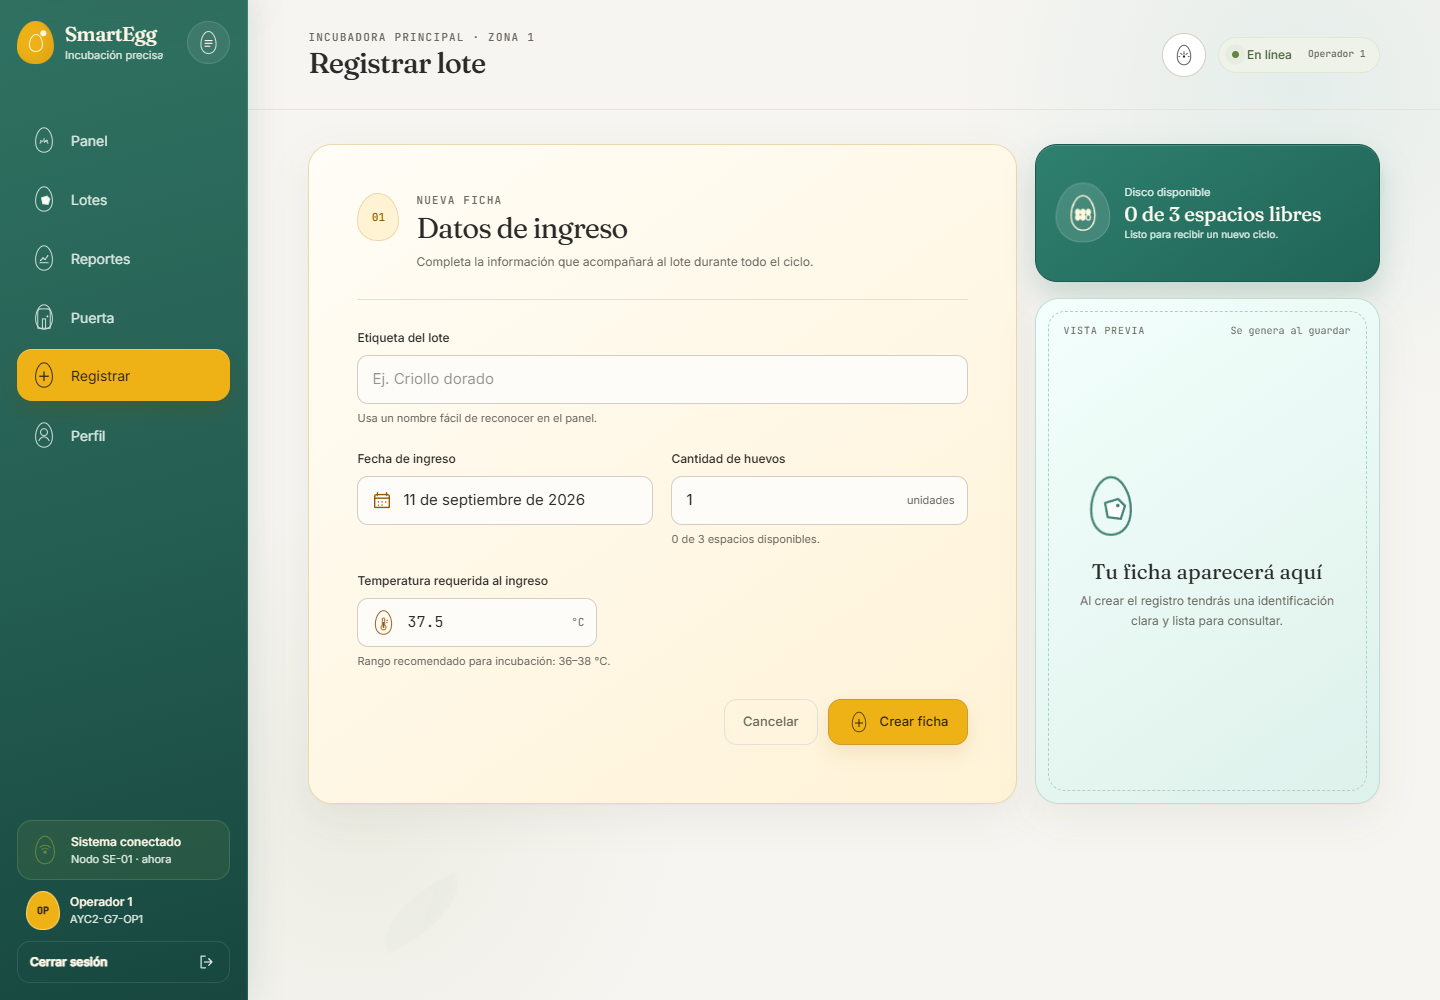 SmartEgg
Incubación precisa
Panel
Lotes
Reportes
Puerta
Registrar
Perfil
Sistema conectado
Nodo SE-01 · ahora
OP
Operador 1
AYC2-G7-OP1
Cerrar sesión
INCUBADORA PRINCIPAL · ZONA 1
Registrar lote
En línea
Operador 1
01
NUEVA FICHA
Datos de ingreso
Completa la información que acompañará al lote durante todo el ciclo.
Etiqueta del lote
Ej. Criollo dorado
Usa un nombre fácil de reconocer en el panel.
Fecha de ingreso
11 de septiembre de 2026
Cantidad de huevos
1
unidades
0 de 3 espacios disponibles.
Temperatura requerida al ingreso
37.5
°C
Rango recomendado para incubación: 36–38 °C.
Cancelar
Crear ficha
Disco disponible
0 de 3 espacios libres
Listo para recibir un nuevo ciclo.
VISTA PREVIA
Se genera al guardar
Tu ficha aparecerá aquí
Al crear el registro tendrás una identificación
clara y lista para consultar.